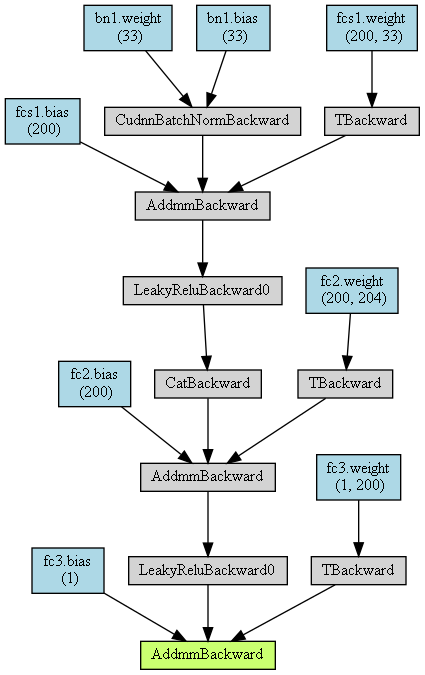 bn1.weight
(33)
bn1.bias
(33)
fcs1.weight
(200, 33)
fcs1.bias
(200)
CudnnBatchNormBackward
TBackward
AddmmBackward
LeakyReluBackward0
fc2.weight
(200, 204)
fc2.bias
(200)
CatBackward
TBackward
AddmmBackward
fc3.weight
(1, 200)
fc3.bias
(1)
LeakyReluBackward0
TBackward
AddmmBackward